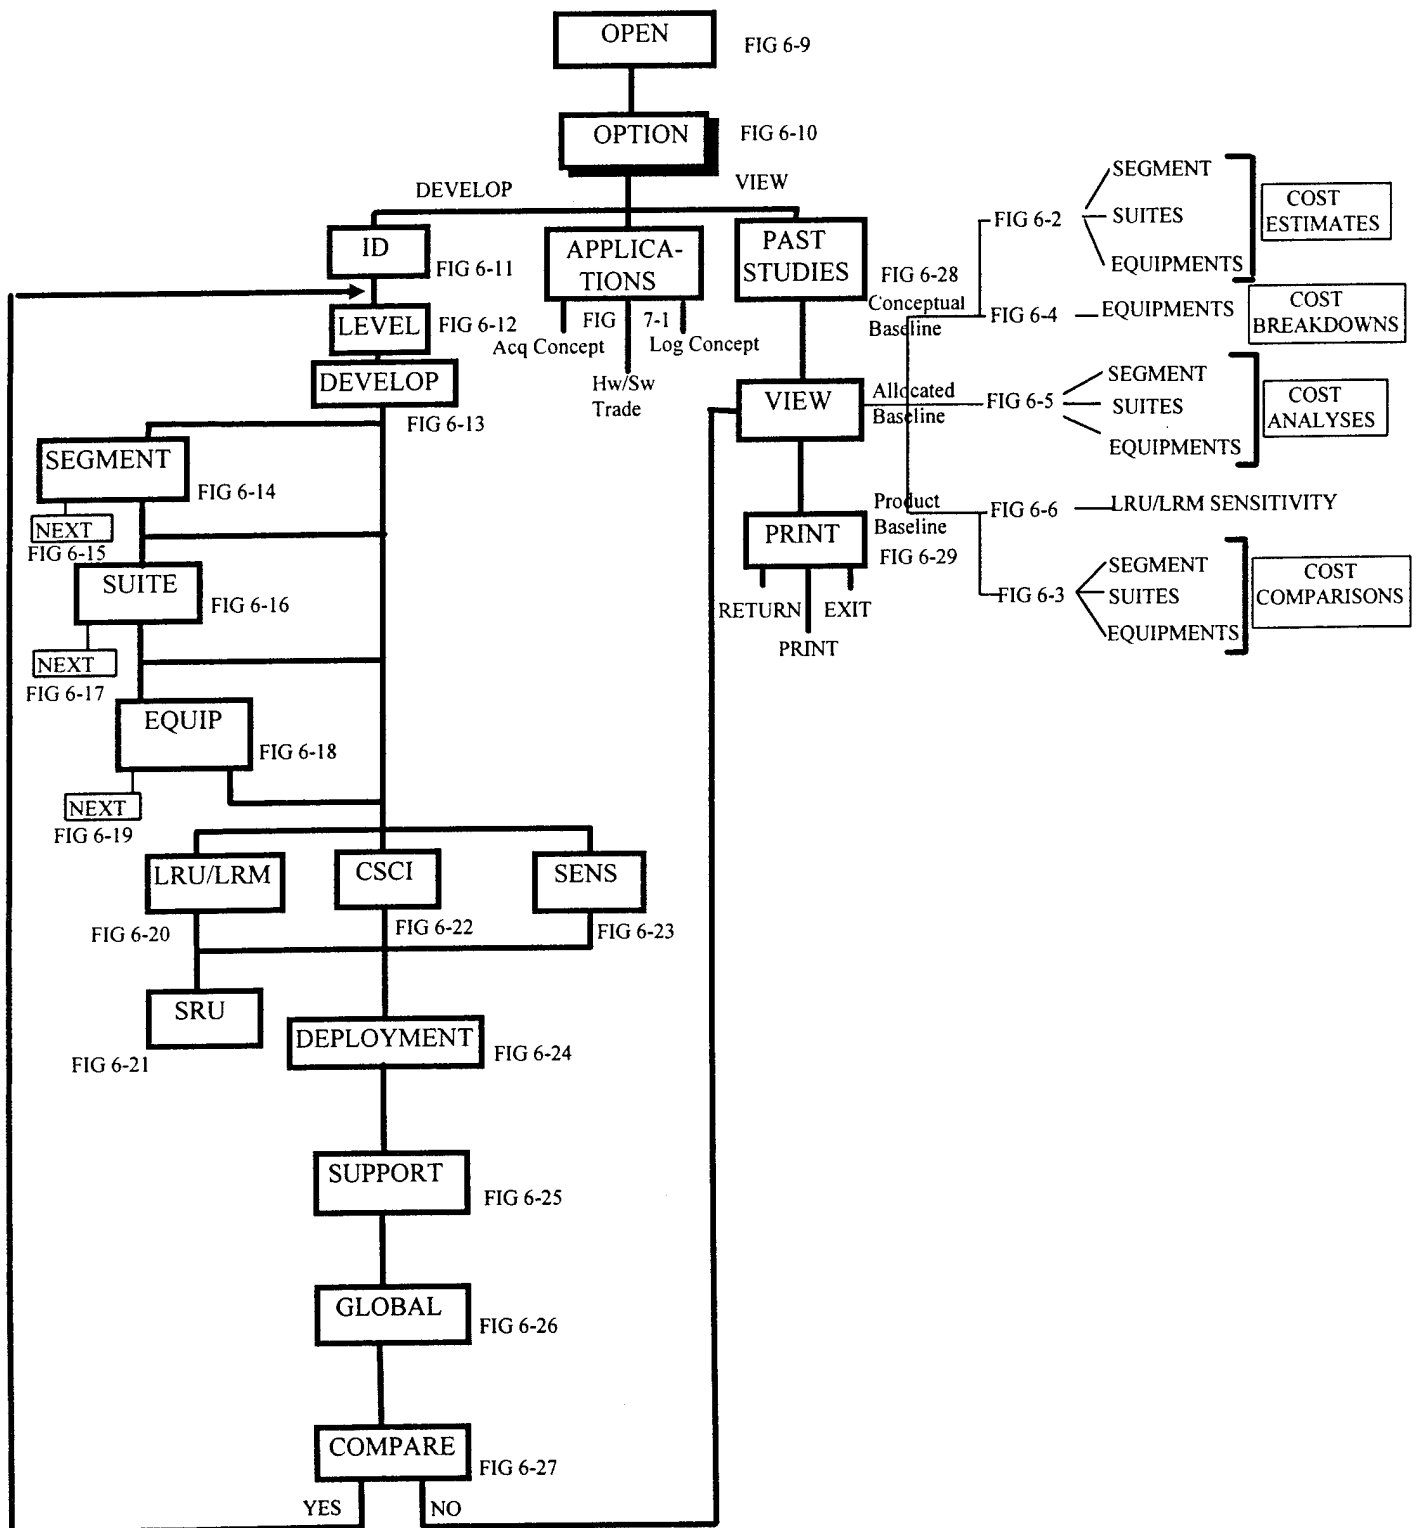 OPEN
FIG 6-9
OPTION
FIG 6-10
DEVELOP
VIEW
ID
FIG 6-11
APPLICA-
TIONS
PAST
STUDIES
FIG 6-28
LEVEL
FIG 6-12
FIG 7-1
Acq Concept
Log Concept
Hw/Sw
Trade
DEVELOP
FIG 6-13
Conceptual
Baseline
VIEW
Allocated
Baseline
Product
Baseline
PRINT
FIG 6-29
RETURN
EXIT
PRINT
FIG 6-2
SEGMENT
SUITES
EQUIPMENTS
COST
ESTIMATES
FIG 6-4
EQUIPMENTS
COST
BREAKDOWNS
FIG 6-5
SEGMENT
SUITES
EQUIPMENTS
COST
ANALYSES
FIG 6-6
LRU/LRM SENSITIVITY
FIG 6-3
SEGMENT
SUITES
EQUIPMENTS
COST
COMPARISONS
SEGMENT
FIG 6-14
NEXT
FIG 6-15
SUITE
FIG 6-16
NEXT
FIG 6-17
EQUIP
FIG 6-18
NEXT
FIG 6-19
LRU/LRM
FIG 6-20
CSCI
FIG 6-22
SENS
FIG 6-23
SRU
FIG 6-21
DEPLOYMENT
FIG 6-24
SUPPORT
FIG 6-25
GLOBAL
FIG 6-26
COMPARE
FIG 6-27
YES
NO